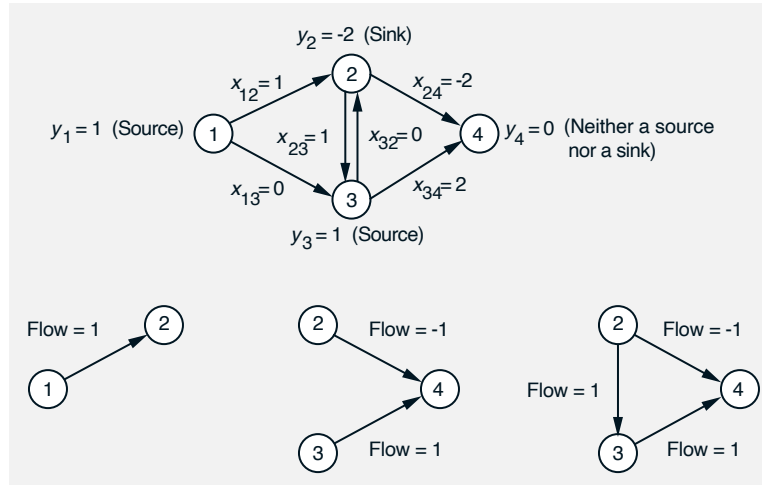 y2 = -2 (Sink)
2
x12= 1
x24= -2
y1 = 1 (Source)
1
x23= 1
x32= 0
4
y4 = 0 (Neither a source
nor a sink)
x13= 0
3
x34= 2
y3 = 1 (Source)
Flow = 1
2
1
2
Flow = -1
4
3
Flow = 1
2
Flow = -1
Flow = 1
4
3
Flow = 1